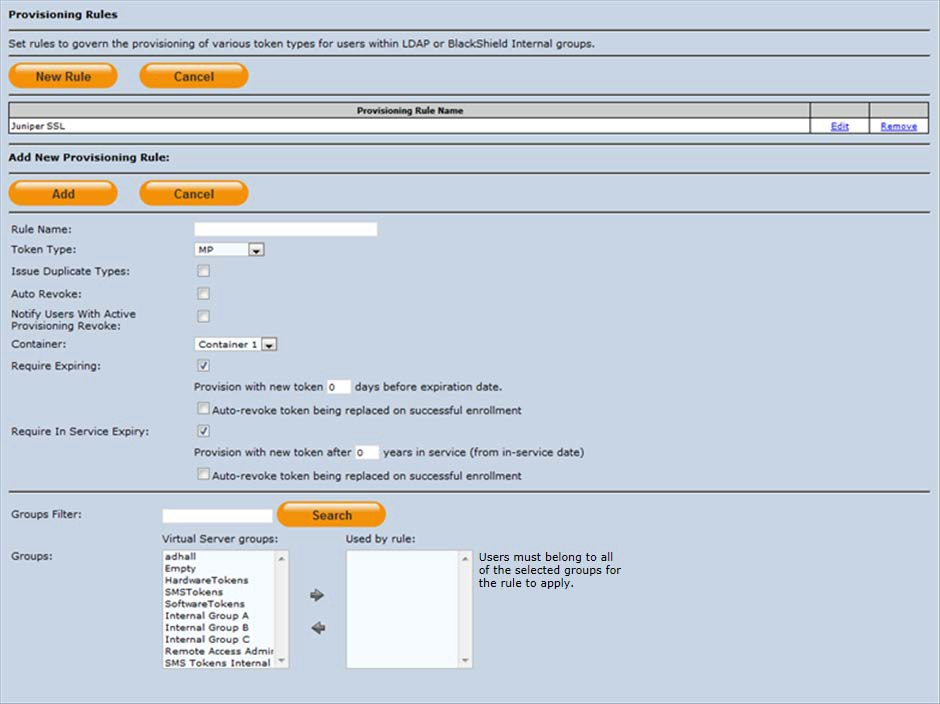 Provisioning Rules
Set rules to govern the provisioning of various token types for users within LDAP or BlackShield Internal groups.
New Rule
Cancel
Provisioning Rule Name
Juniper SSL
Edit
Remove
Add New Provisioning Rule:
Add
Cancel
Rule Name:
Token Type:
MP
Issue Duplicate Types:
Auto Revoke:
Notify Users With Active
Provisioning Revoke:
Container:
Container 1
Require Expiring:
Provision with new token 0 days before expiration date.
Auto-revoke token being replaced on successful enrollment
Require In Service Expiry:
Provision with new token after 0 years in service (from in-service date)
Auto-revoke token being replaced on successful enrollment
Groups Filter:
Search
Virtual Server groups:
Used by rule:
Groups:
adhall
Empty
HardwareTokens
SMSTokens
SoftwareTokens
Internal Group A
Internal Group B
Internal Group C
Remote Access Admir
SMS Tokens Internal
Users must belong to all
of the selected groups for
the rule to apply.